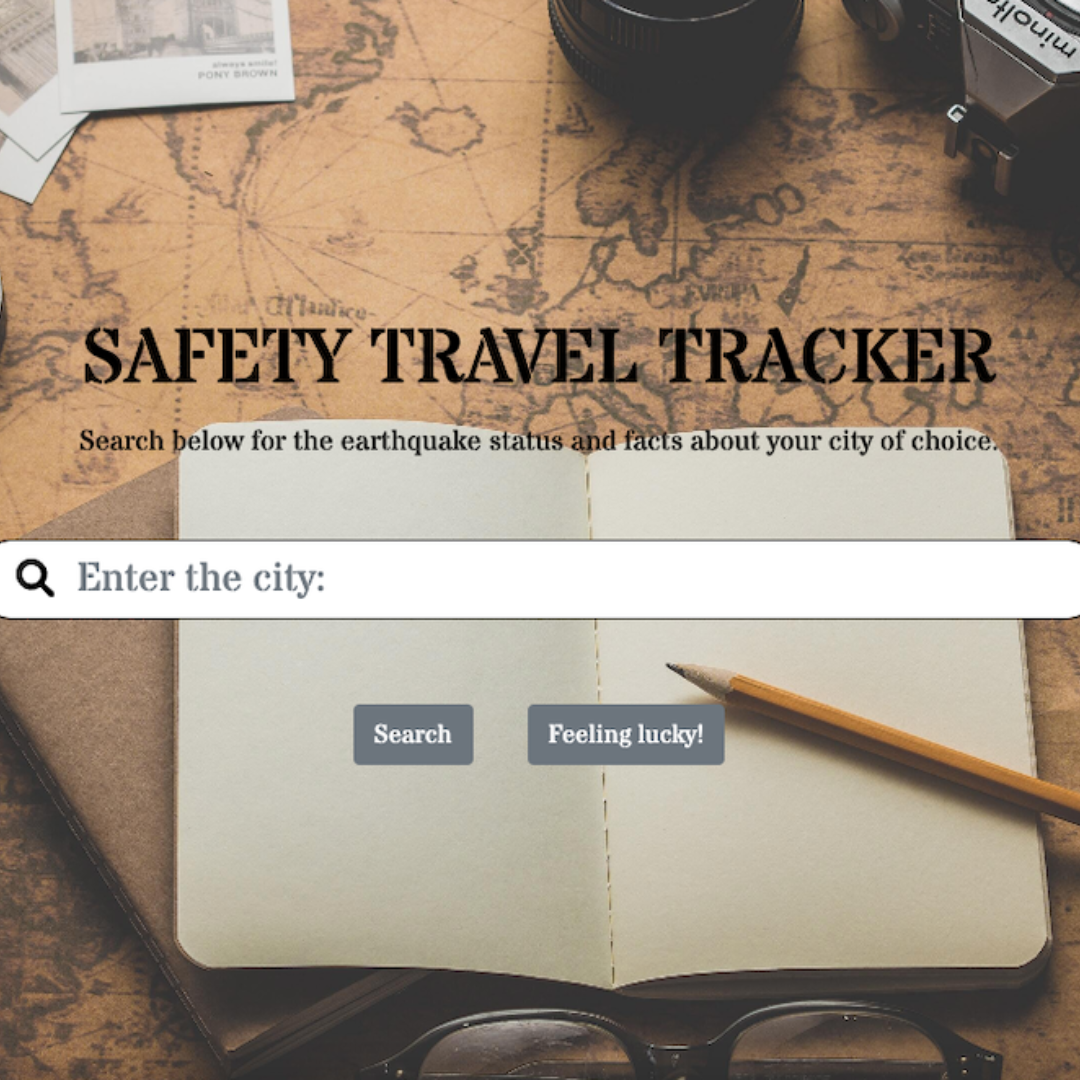 always smile!
PONY BROWN
minolta
EVROPA
SAFETY TRAVEL TRACKER
Search below for the earthquake status and facts about your city of choice.
Enter the city:
Search
Feeling lucky!